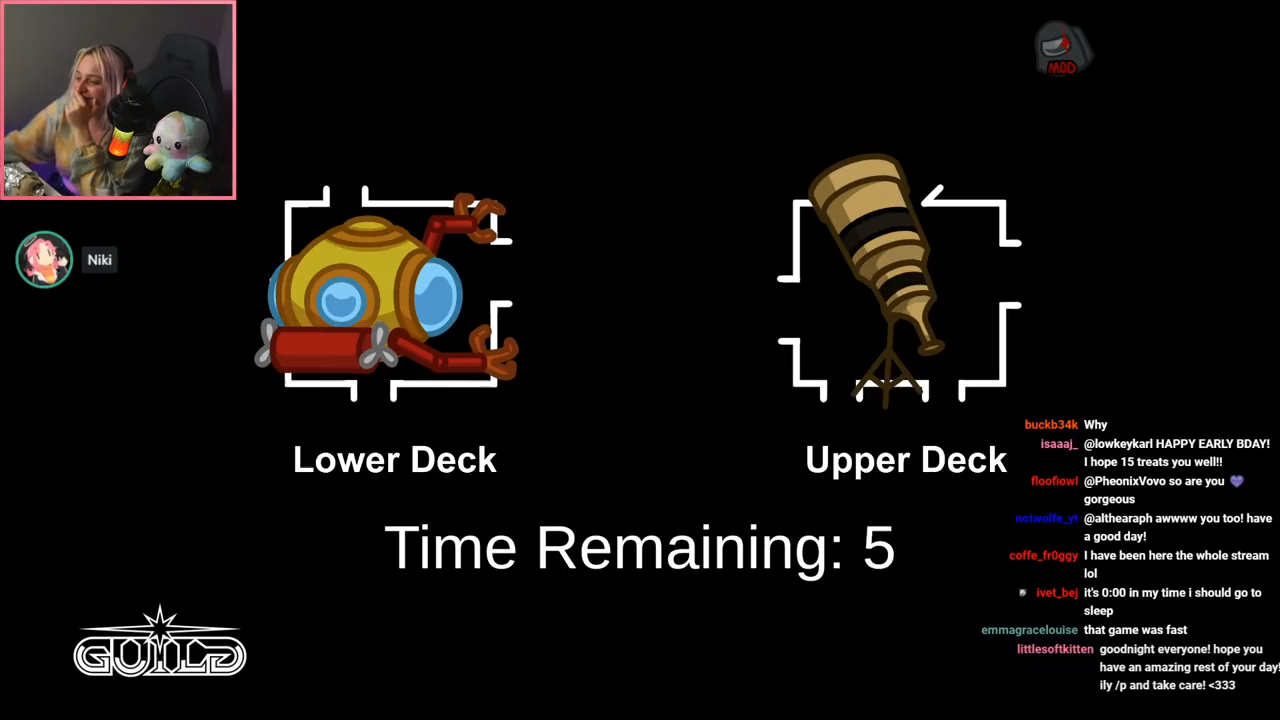 MOD
Niki
Lower Deck
Upper Deck
Time Remaining: 5
GUILD
buckb34k Why
isaaaj_ @lowkeykarl HAPPY EARLY BDAY!
I hope 15 treats you well!!
floofiowl @PheonixVovo so are you 💜
gorgeous
notwolfe_yt @althearaph awwww you too! have
a good day!
coffe_fr0ggy I have been here the whole stream
lol
ivet_bej it's 0:00 in my time i should go to
sleep
emmagracelouise that game was fast
littlesoftkitten goodnight everyone! hope you
have an amazing rest of your day!
ily /p and take care! <333